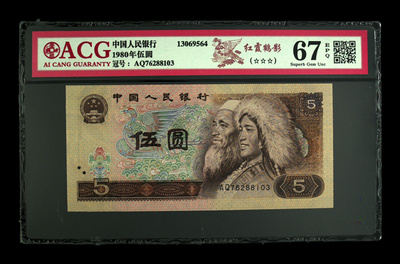 ACG
AI CANG GUARANTY
中国人民银行
1980年伍圆
冠号： AQ76288103
13069564
红霞鹤影
(☆☆☆)
67 EPQ
Superb Gem Unc
中国人民银行
5
伍圆
AQ76288103
5
5